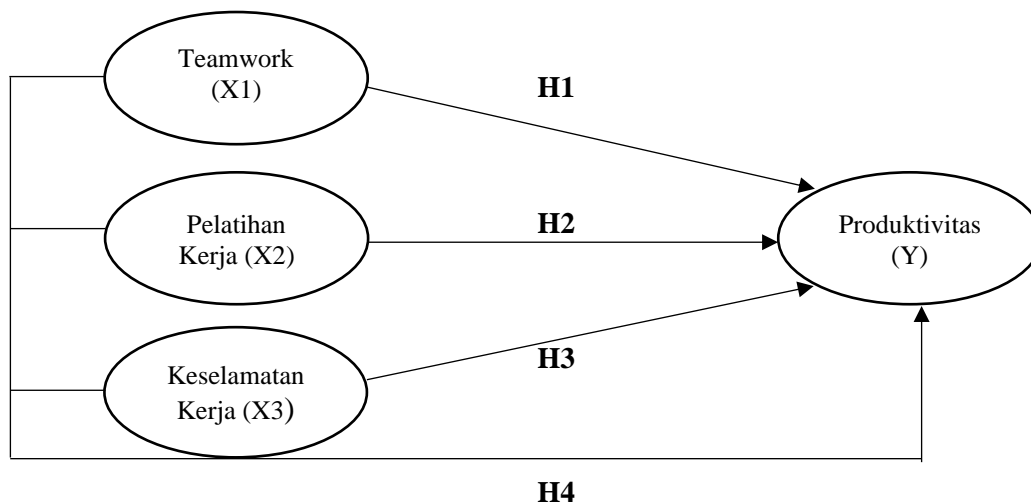 Teamwork
(X1)
H1
Pelatihan
Kerja (X2)
H2
Produktivitas
(Y)
Keselamatan
Kerja (X3)
H3
H4